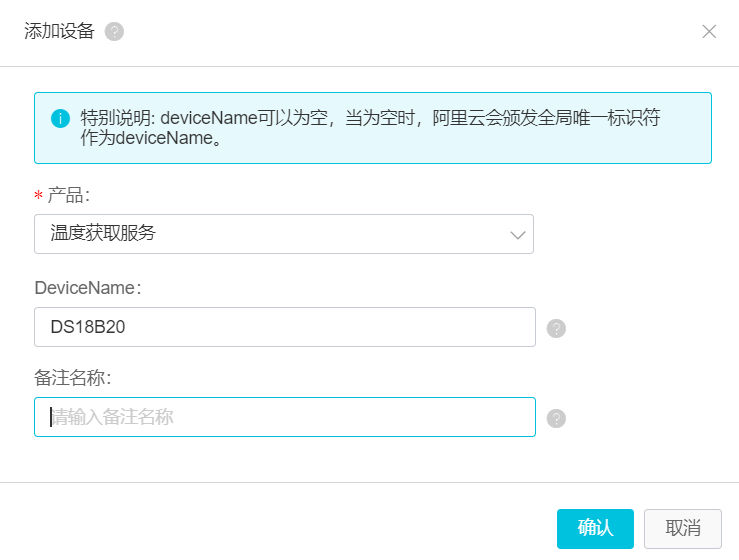 添加设备 ?
特别说明: deviceName可以为空，当为空时，阿里云会颁发全局唯一标识符
作为deviceName。
* 产品：
温度获取服务
DeviceName：
DS18B20
?
备注名称：
请输入备注名称
?
确认
取消